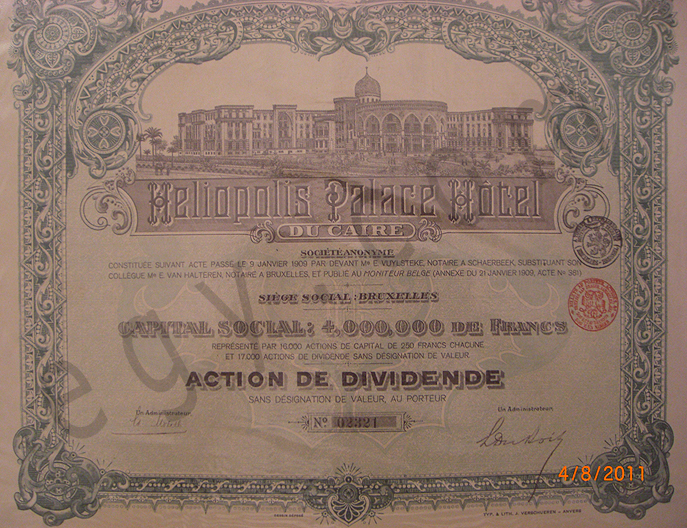 Heliopolis Palace Hôtel
DU CAIRE
SOCIÉTÉ ANONYME
CONSTITUÉE SUIVANT ACTE PASSÉ LE 9 JANVIER 1909 PAR DEVANT Mᵉ E. VUYLSTEKE, NOTAIRE A SCHAERBEEK, SUBSTITUANT SON
COLLÈGUE Mᵉ E. VAN HALTEREN, NOTAIRE A BRUXELLES, ET PUBLIÉ AU MONITEUR BELGE (ANNEXE DU 21 JANVIER 1909, ACTE Nº 381)
SIÈGE SOCIAL: BRUXELLES
CAPITAL SOCIAL: 4,000,000 DE FRANCS
REPRÉSENTÉ PAR 16.000 ACTIONS DE CAPITAL DE 250 FRANCS CHACUNE
ET 17.000 ACTIONS DE DIVIDENDE SANS DÉSIGNATION DE VALEUR
ACTION DE DIVIDENDE
SANS DÉSIGNATION DE VALEUR, AU PORTEUR
Un Administrateur,
Un Administrateur,
Nº 02321
4/8/2011
TYP. & LITH. J. VERSCHUEREN - ANVERS